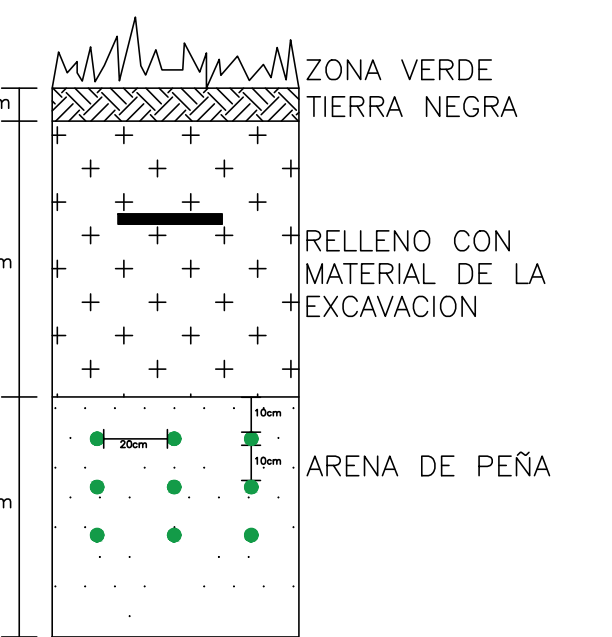 ZONA VERDE
m
TIERRA NEGRA
RELLENO CON
m
MATERIAL DE LA
EXCAVACION
10cm
20cm
10cm
ARENA DE PEÑA
m